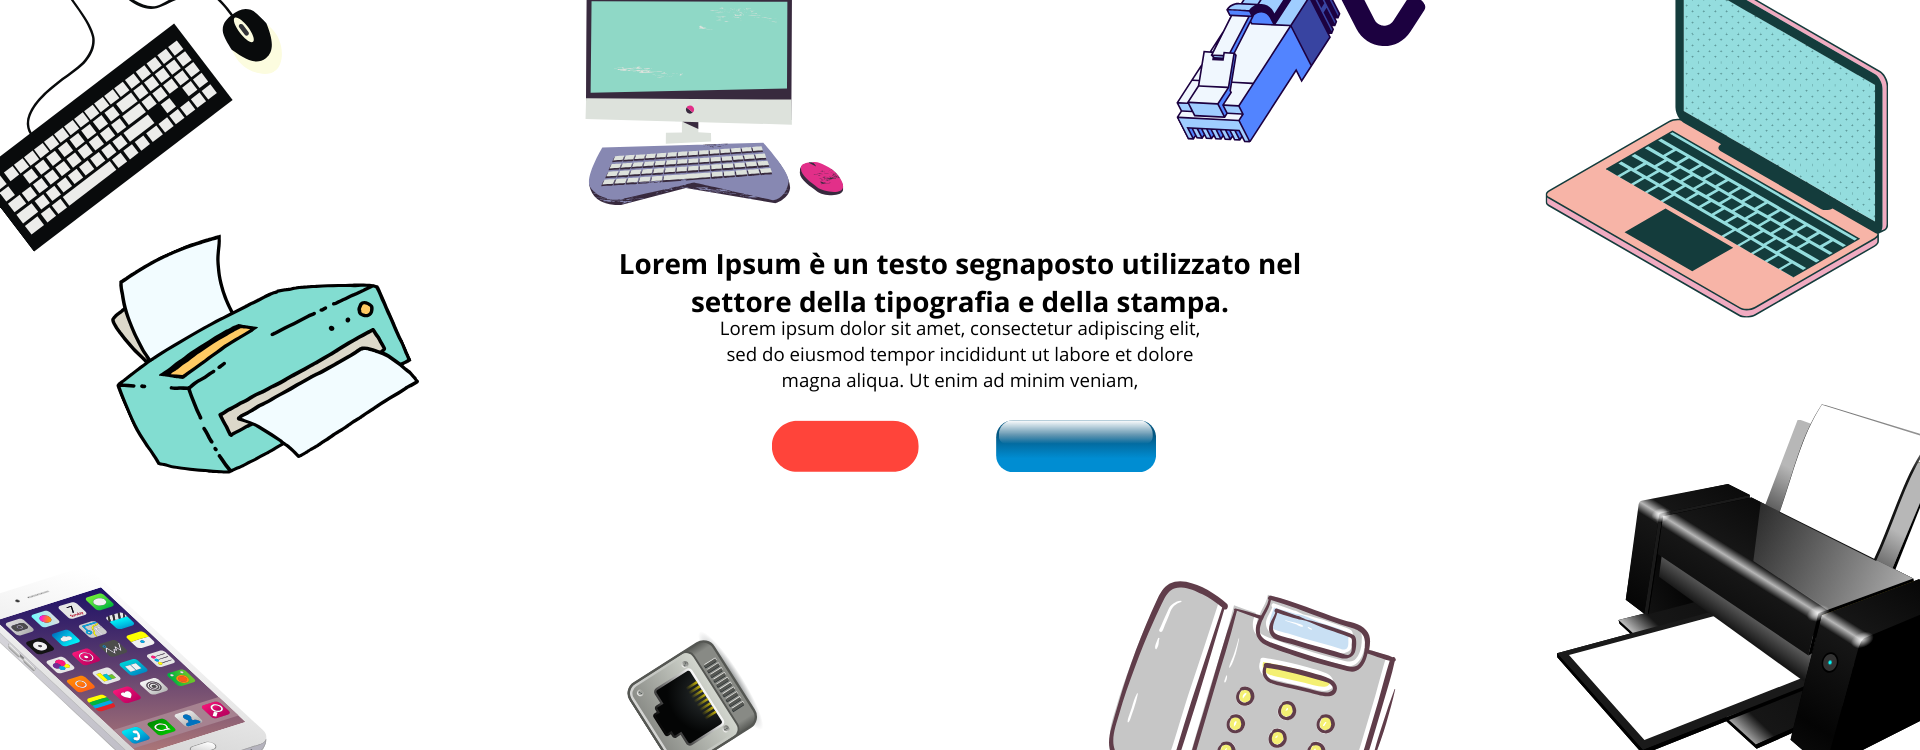 Lorem Ipsum è un testo segnaposto utilizzato nel
settore della tipografia e della stampa.
Lorem ipsum dolor sit amet, consectetur adipiscing elit,
sed do eiusmod tempor incididunt ut labore et dolore
magna aliqua. Ut enim ad minim veniam,
7